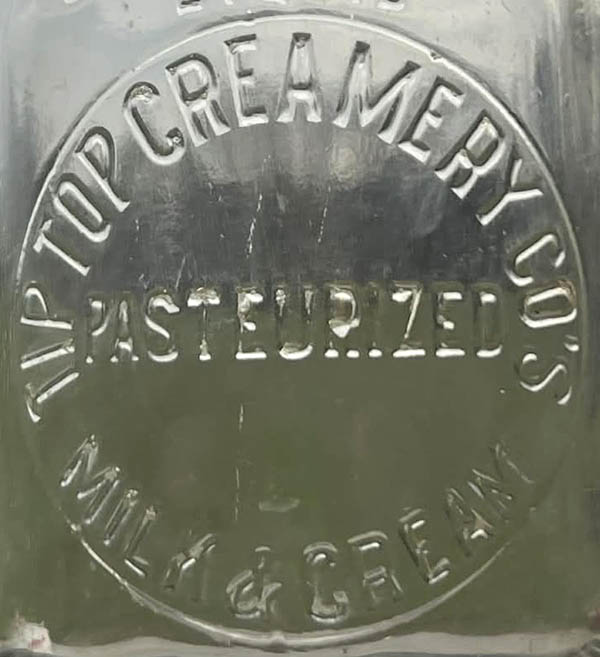 TIP TOP CREAMERY CO'S
PASTEURIZED
MILK & CREAM